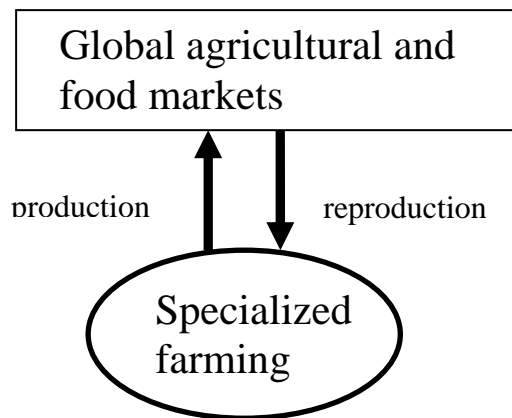 Global agricultural and
food markets
production
reproduction
Specialized
farming